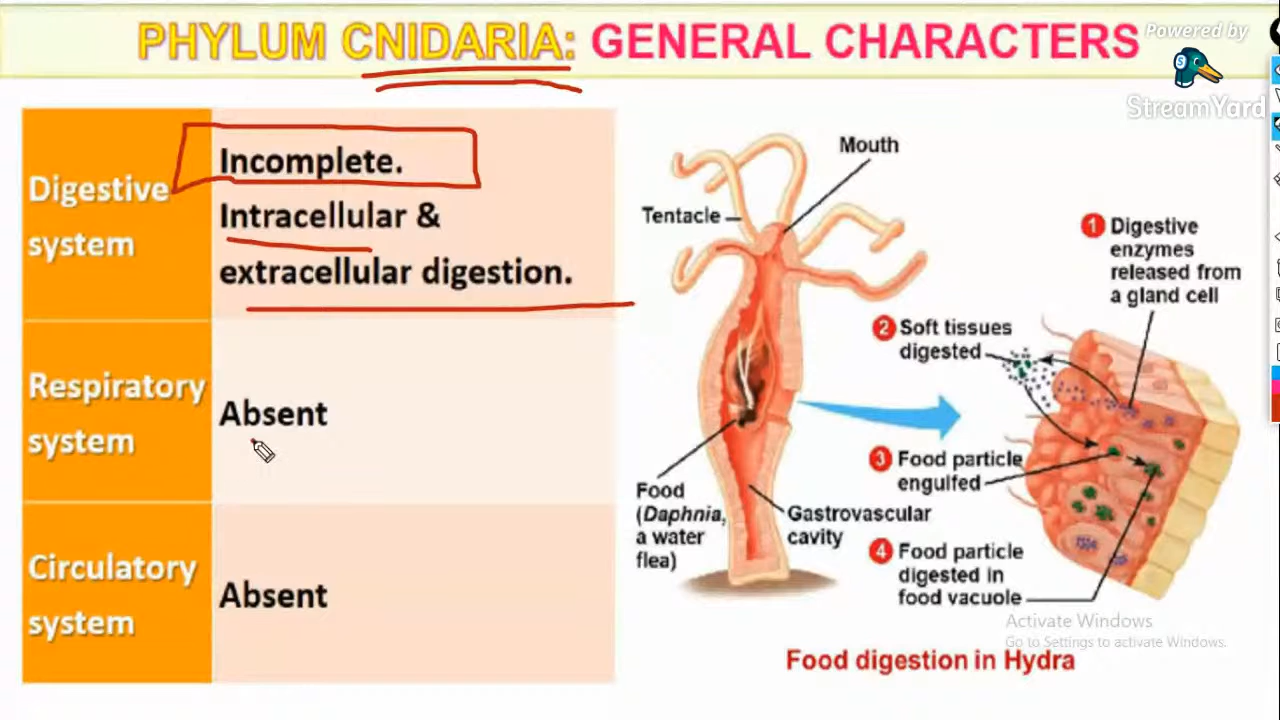 PHYLUM CNIDARIA: GENERAL CHARACTERS
Powered by
StreamYard
Digestive
system
Incomplete.
Intracellular &
extracellular digestion.
Respiratory
system
Absent
Circulatory
system
Absent
Mouth
Tentacle
Food
(Daphnia,
a water
flea)
Gastrovascular
cavity
1 Digestive
enzymes
released from
a gland cell
2 Soft tissues
digested
3 Food particle
engulfed
4 Food particle
digested in
food vacuole
Activate Windows
Go to Settings to activate Windows.
Food digestion in Hydra